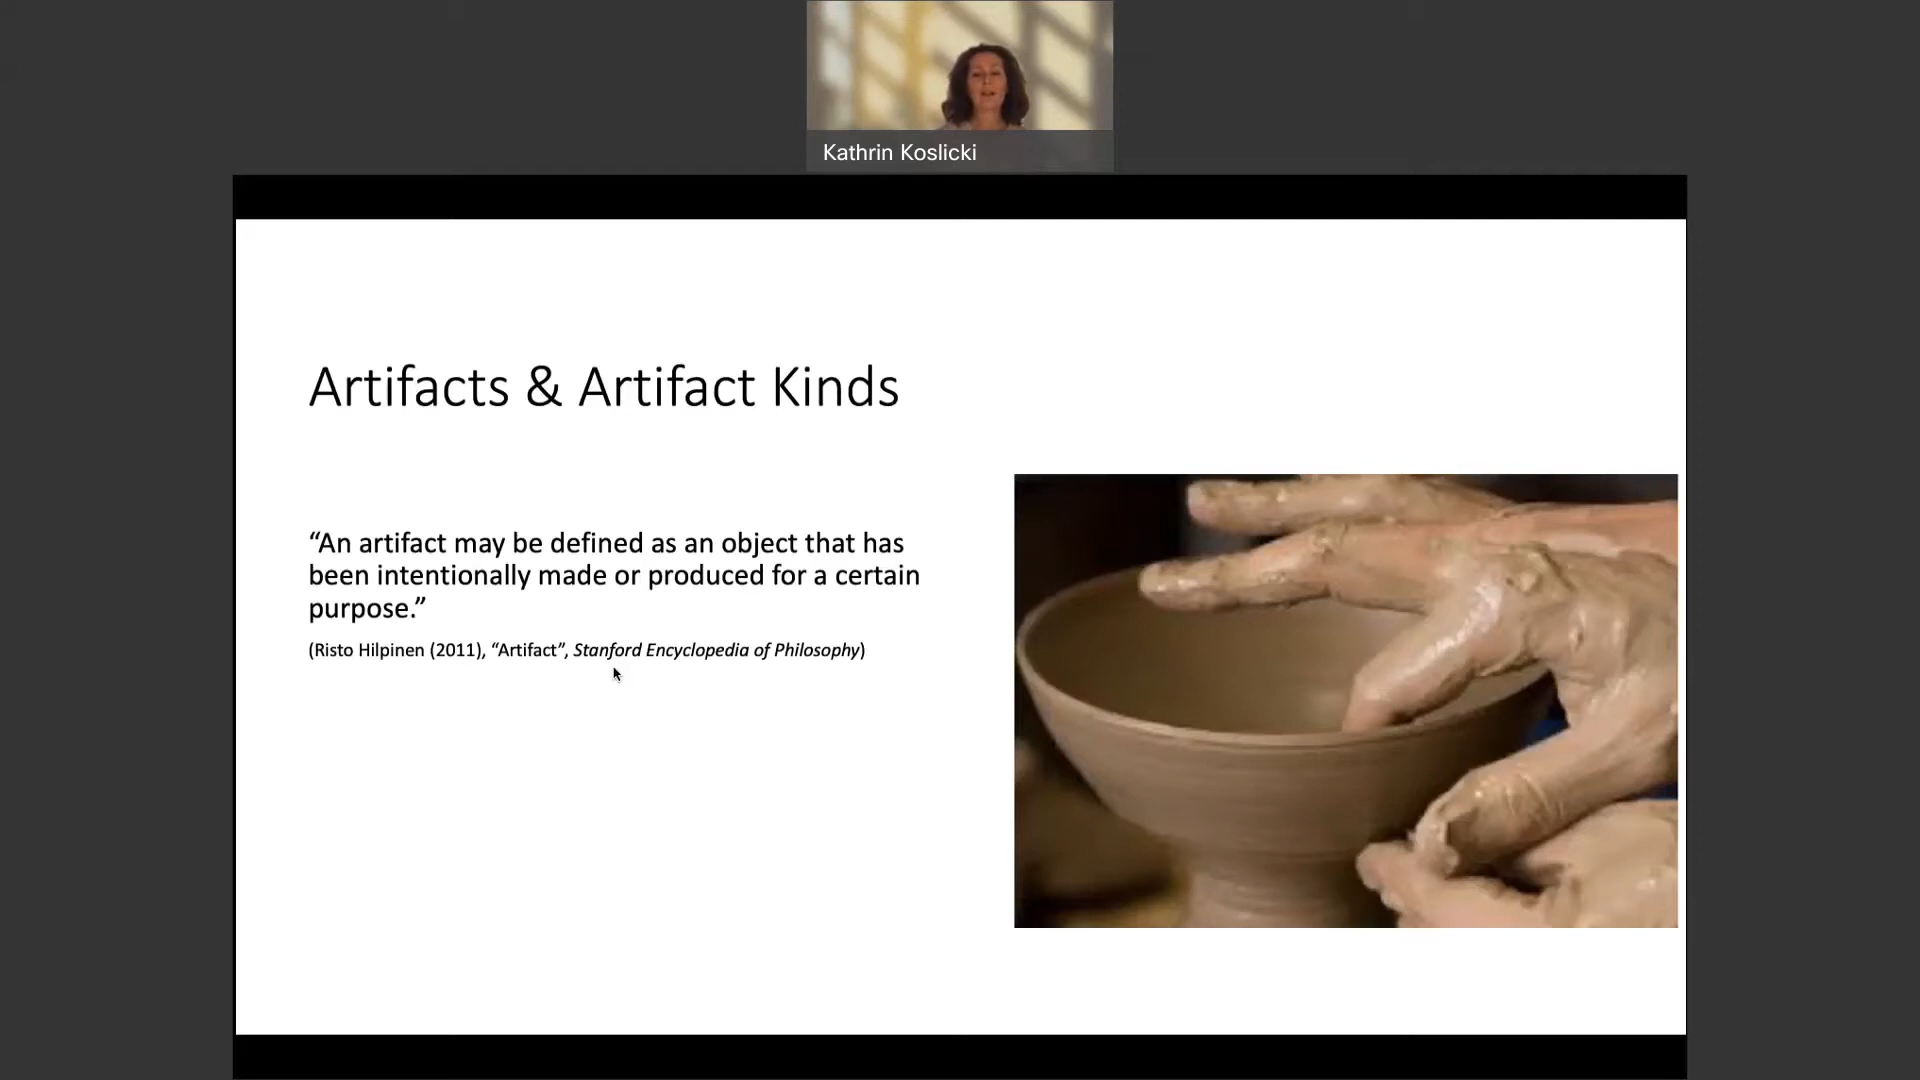 Kathrin Koslicki
Artifacts & Artifact Kinds
“An artifact may be defined as an object that has
been intentionally made or produced for a certain
purpose.”
(Risto Hilpinen (2011), “Artifact”, Stanford Encyclopedia of Philosophy)